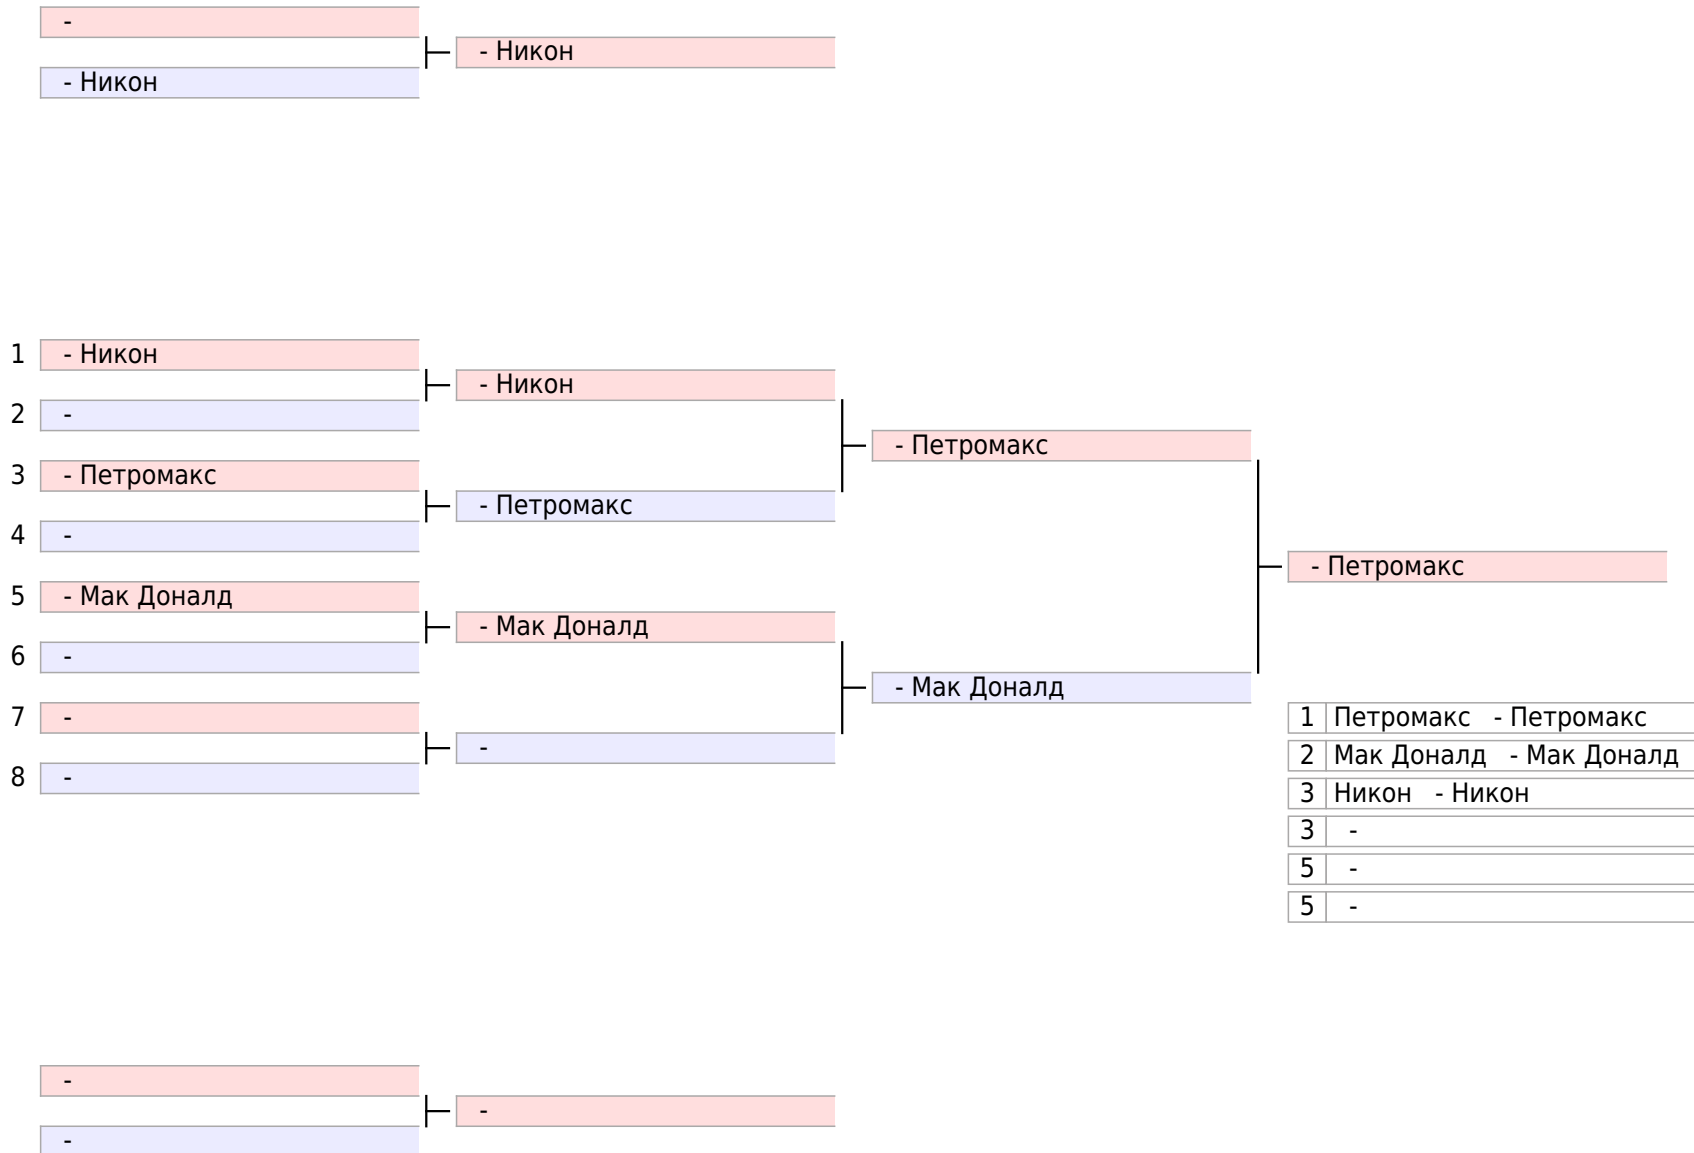 -
- Никон
- Никон
1 - Никон
- Никон
2 -
- Петромакс
3 - Петромакс
- Петромакс
4 -
- Петромакс
5 - Мак Доналд
- Мак Доналд
6 -
- Мак Доналд
7 -
-
8 -
1 Петромакс - Петромакс
2 Мак Доналд - Мак Доналд
3 Никон - Никон
3 -
5 -
5 -
-
-
-